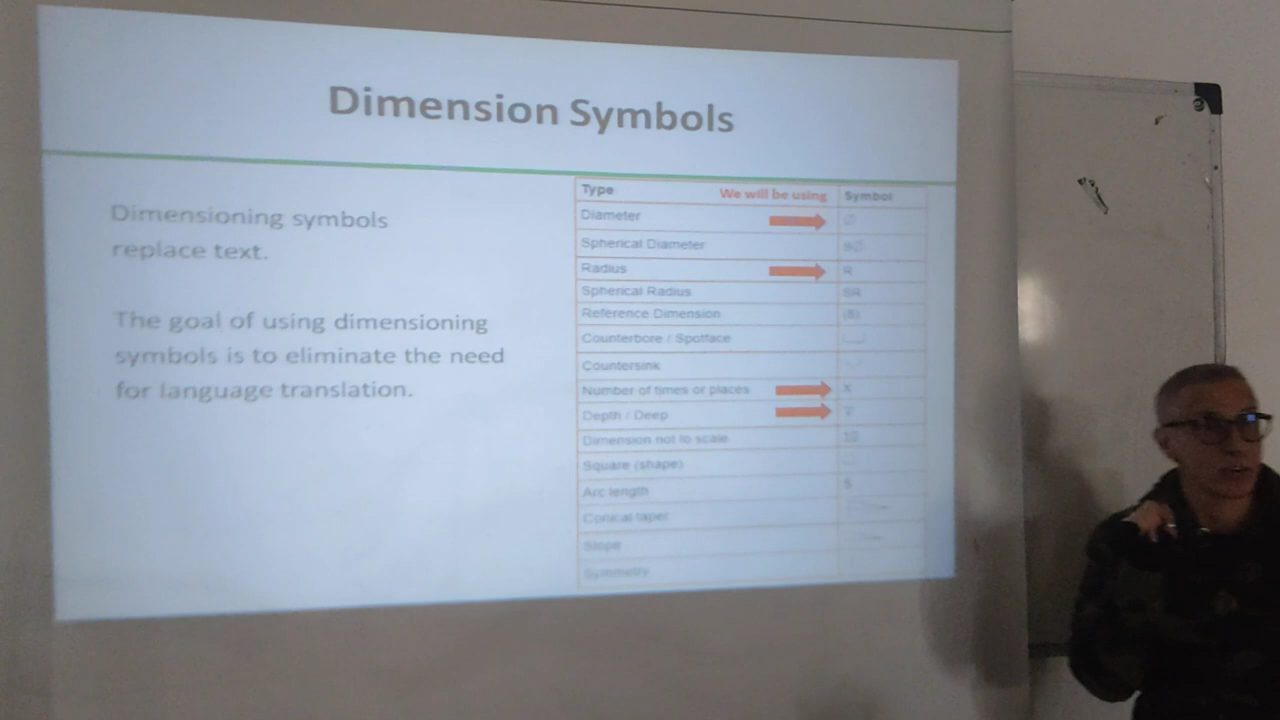 Dimension Symbols
Dimensioning symbols
replace text.
The goal of using dimensioning
symbols is to eliminate the need
for language translation.
Type We will be using Symbol
Diameter ∅
Spherical Diameter S∅
Radius R
Spherical Radius SR
Reference Dimension (8)
Counterbore / Spotface
Countersink
Number of times or places X
Depth / Deep
Dimension not to scale
Square (shape)
Arc length
Conical taper
Slope
Symmetry